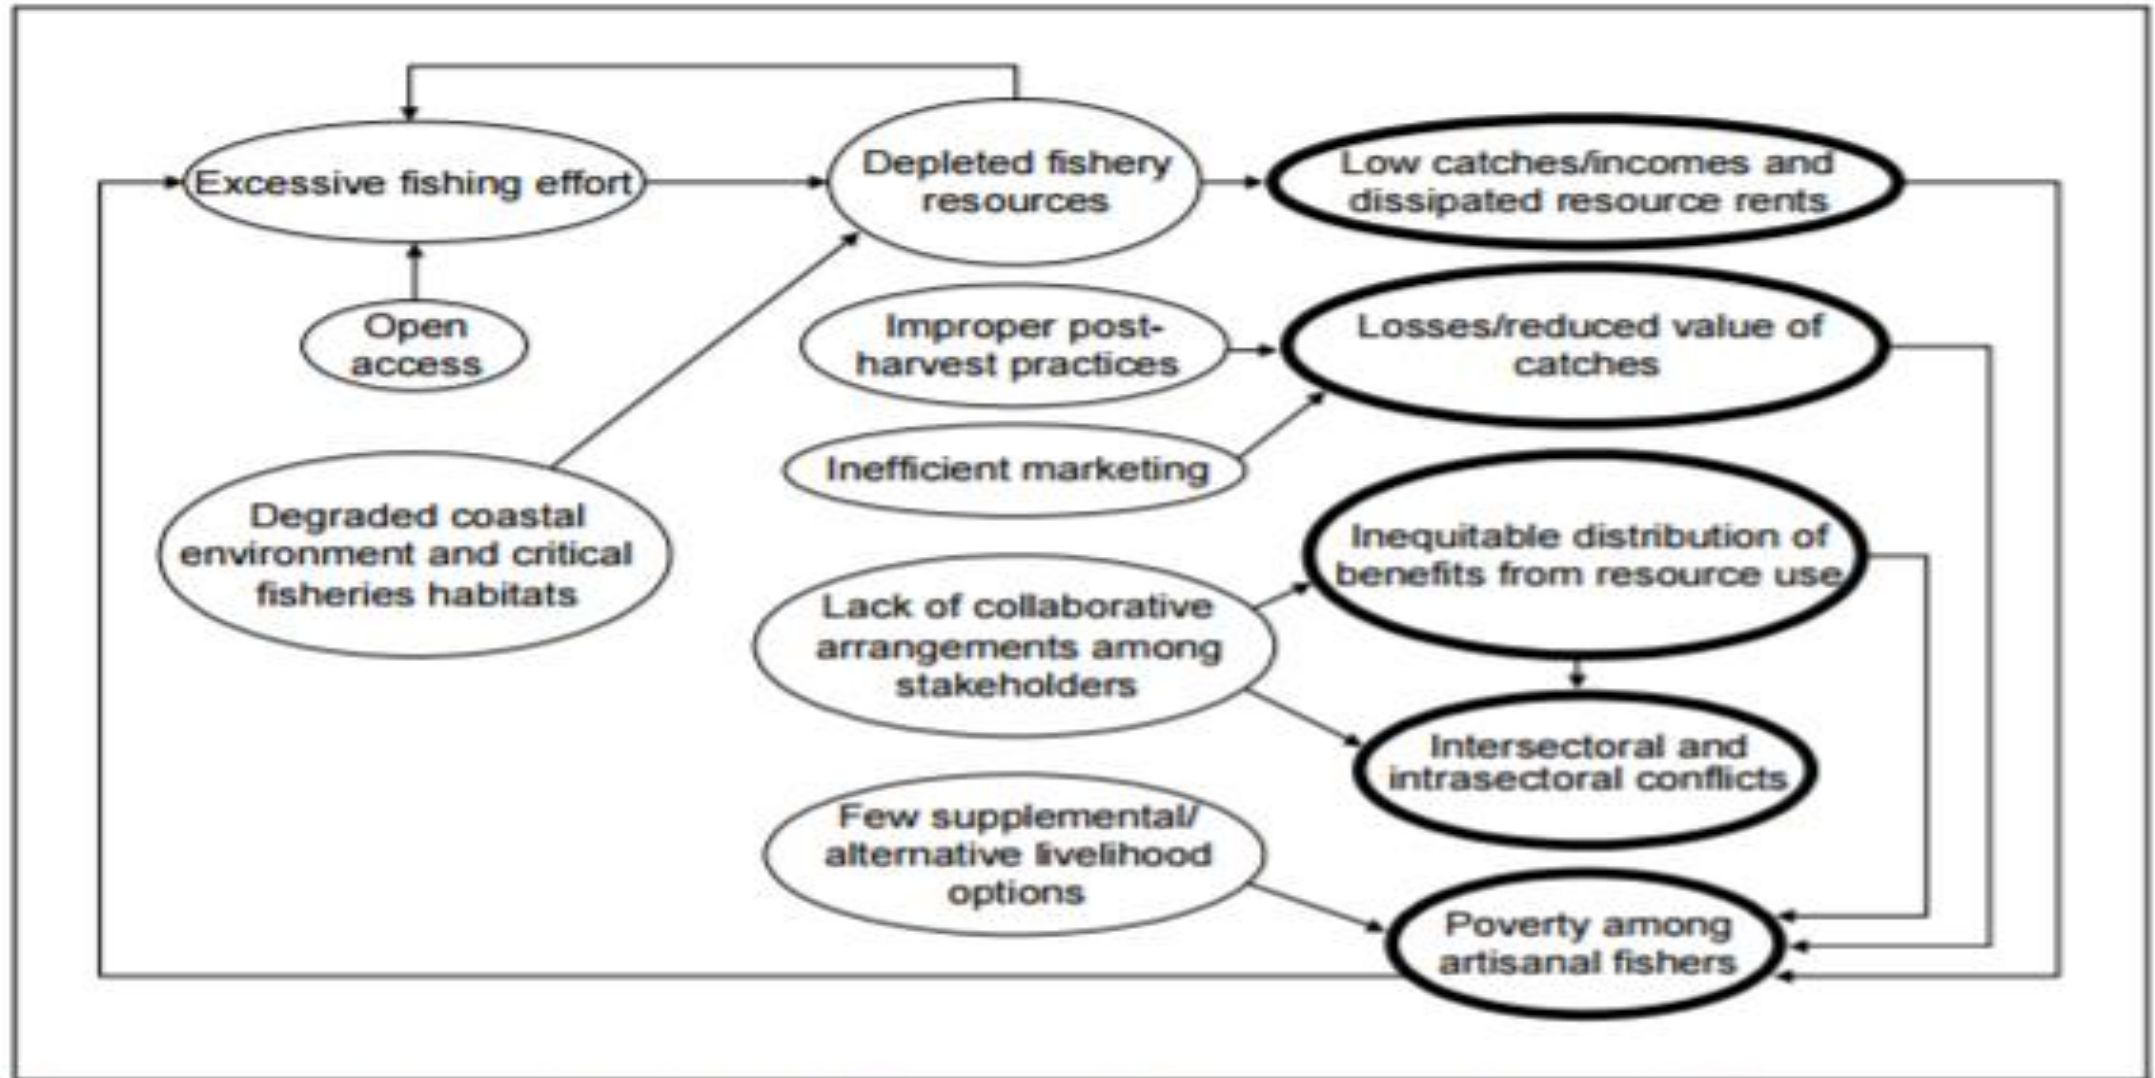 Excessive fishing effort
Depleted fishery
resources
Low catches/incomes and
dissipated resource rents
Open
access
Improper post-
harvest practices
Losses/reduced value of
catches
Inefficient marketing
Degraded coastal
environment and critical
fisheries habitats
Inequitable distribution of
benefits from resource use
Lack of collaborative
arrangements among
stakeholders
Intersectoral and
intrasectoral conflicts
Few supplemental/
alternative livelihood
options
Poverty among
artisanal fishers